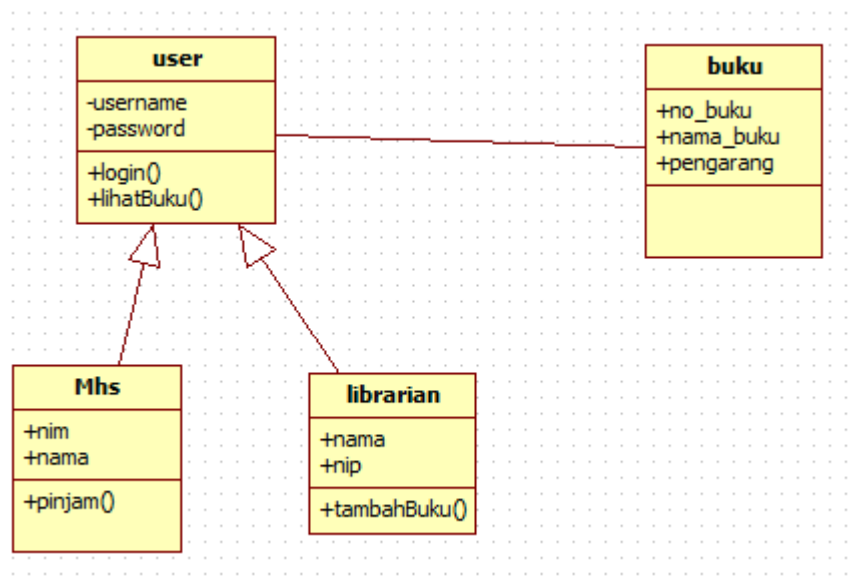 user
-username
-password
+login()
+lihatBuku()
buku
+no_buku
+nama_buku
+pengarang
Mhs
+nim
+nama
+pinjam()
librarian
+nama
+nip
+tambahBuku()